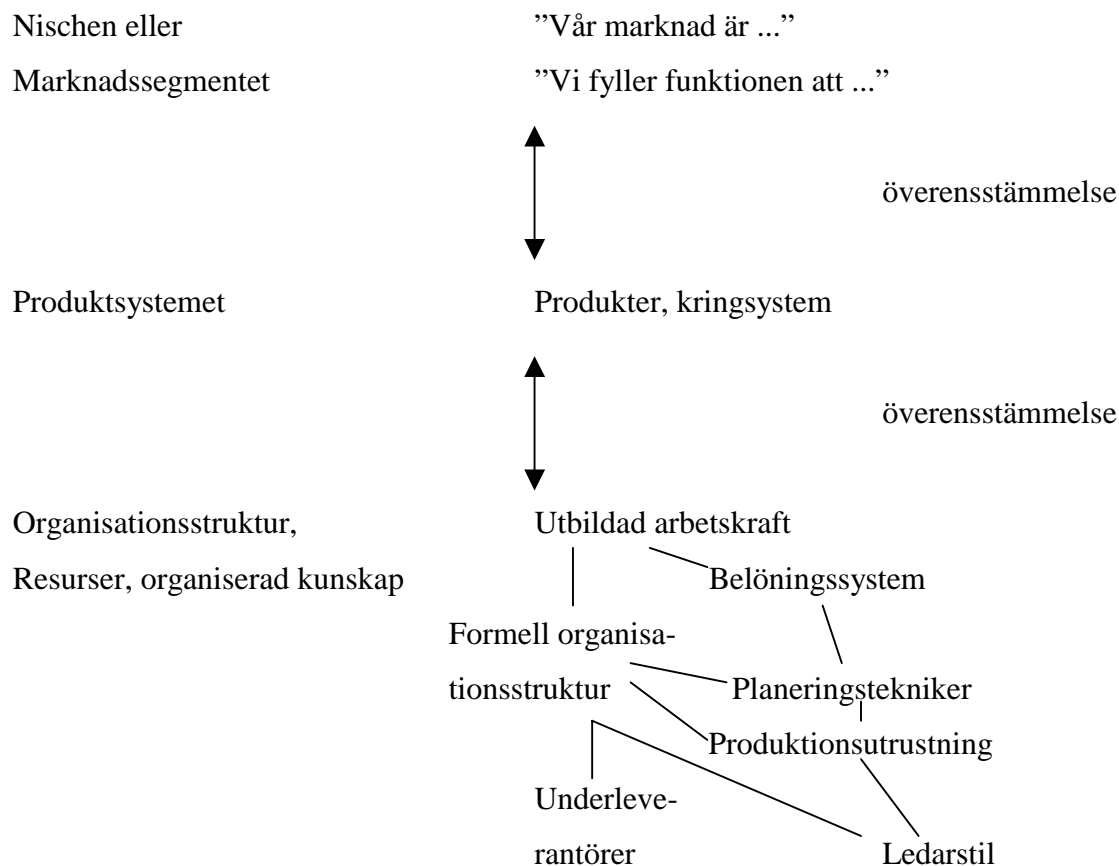 Nischen eller ”Vår marknad är ...”
Marknadssegmentet ”Vi fyller funktionen att ...”
överensstämmelse
Produktsystemet Produkter, kringsystem
överensstämmelse
Organisationsstruktur, Utbildad arbetskraft
Resurser, organiserad kunskap Belöningssystem
Formell organisa-
tionsstruktur Planeringstekniker
Produktionsutrustning
Underleve-
rantörer Ledarstil